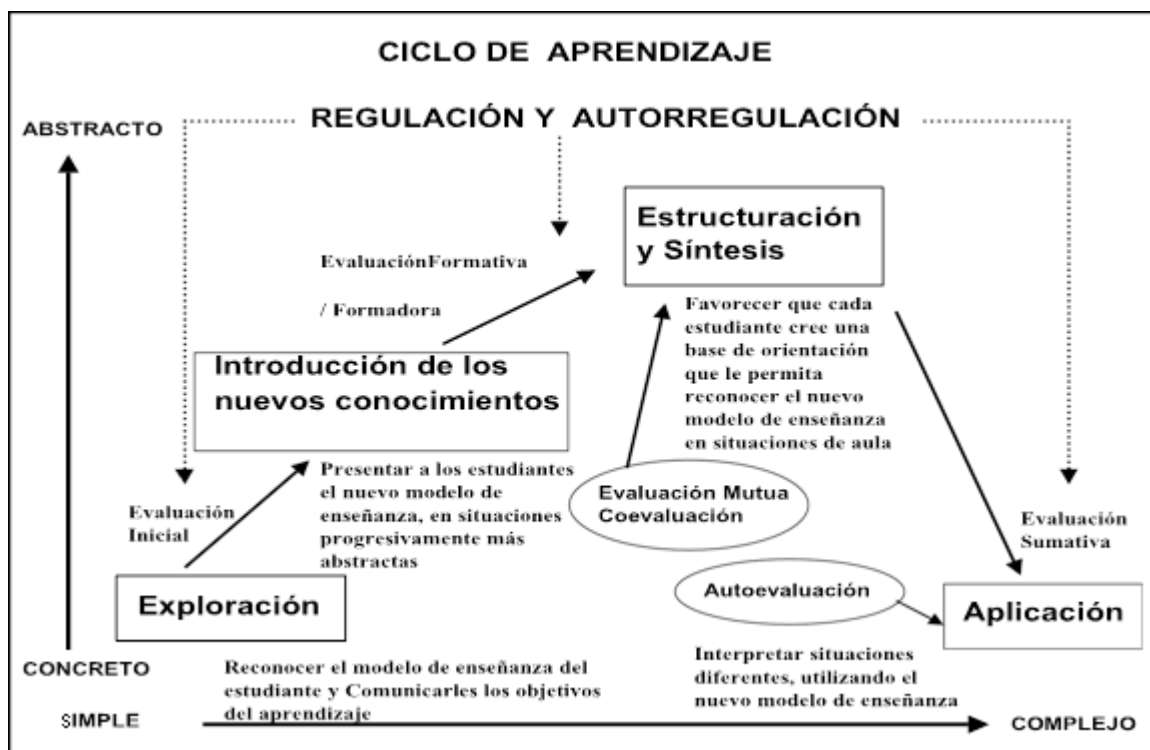 CICLO DE APRENDIZAJE
REGULACIÓN Y AUTORREGULACIÓN
ABSTRACTO
Estructuración
y Síntesis
EvaluaciónFormativa
/ Formadora
Favorecer que cada
estudiante cree una
base de orientación
que le permita
reconocer el nuevo
modelo de enseñanza
en situaciones de aula
Introducción de los
nuevos conocimientos
Presentar a los estudiantes
el nuevo modelo de
enseñanza, en situaciones
progresivamente más
abstractas
Evaluación Mutua
Coevaluación
Evaluación
Inicial
Evaluación
Sumativa
Exploración
Autoevaluación
Aplicación
CONCRETO
Reconocer el modelo de enseñanza del
estudiante y Comunicarles los objetivos
del aprendizaje
Interpretar situaciones
diferentes, utilizando el
nuevo modelo de enseñanza
SIMPLE
COMPLEJO